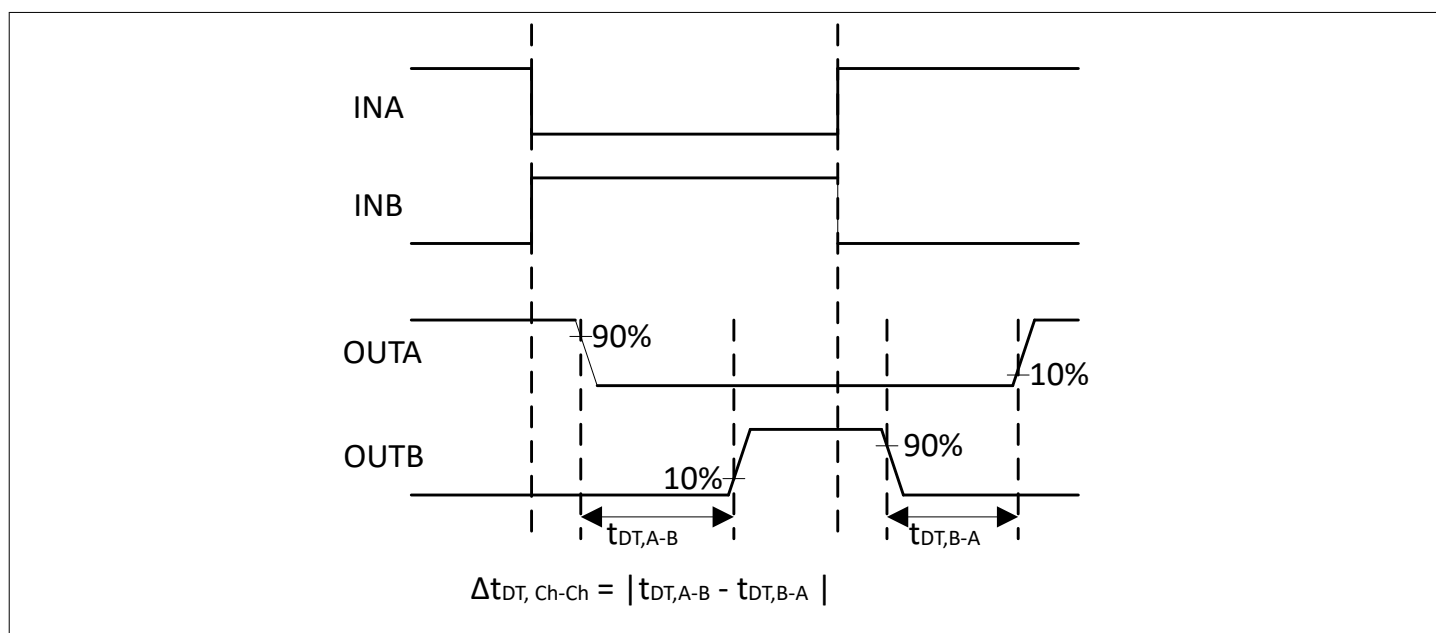 INA
INB
OUTA
90%
10%
OUTB
10%
90%
tDT,A-B
tDT,B-A
ΔtDT, Ch-Ch = |tDT,A-B - tDT,B-A |